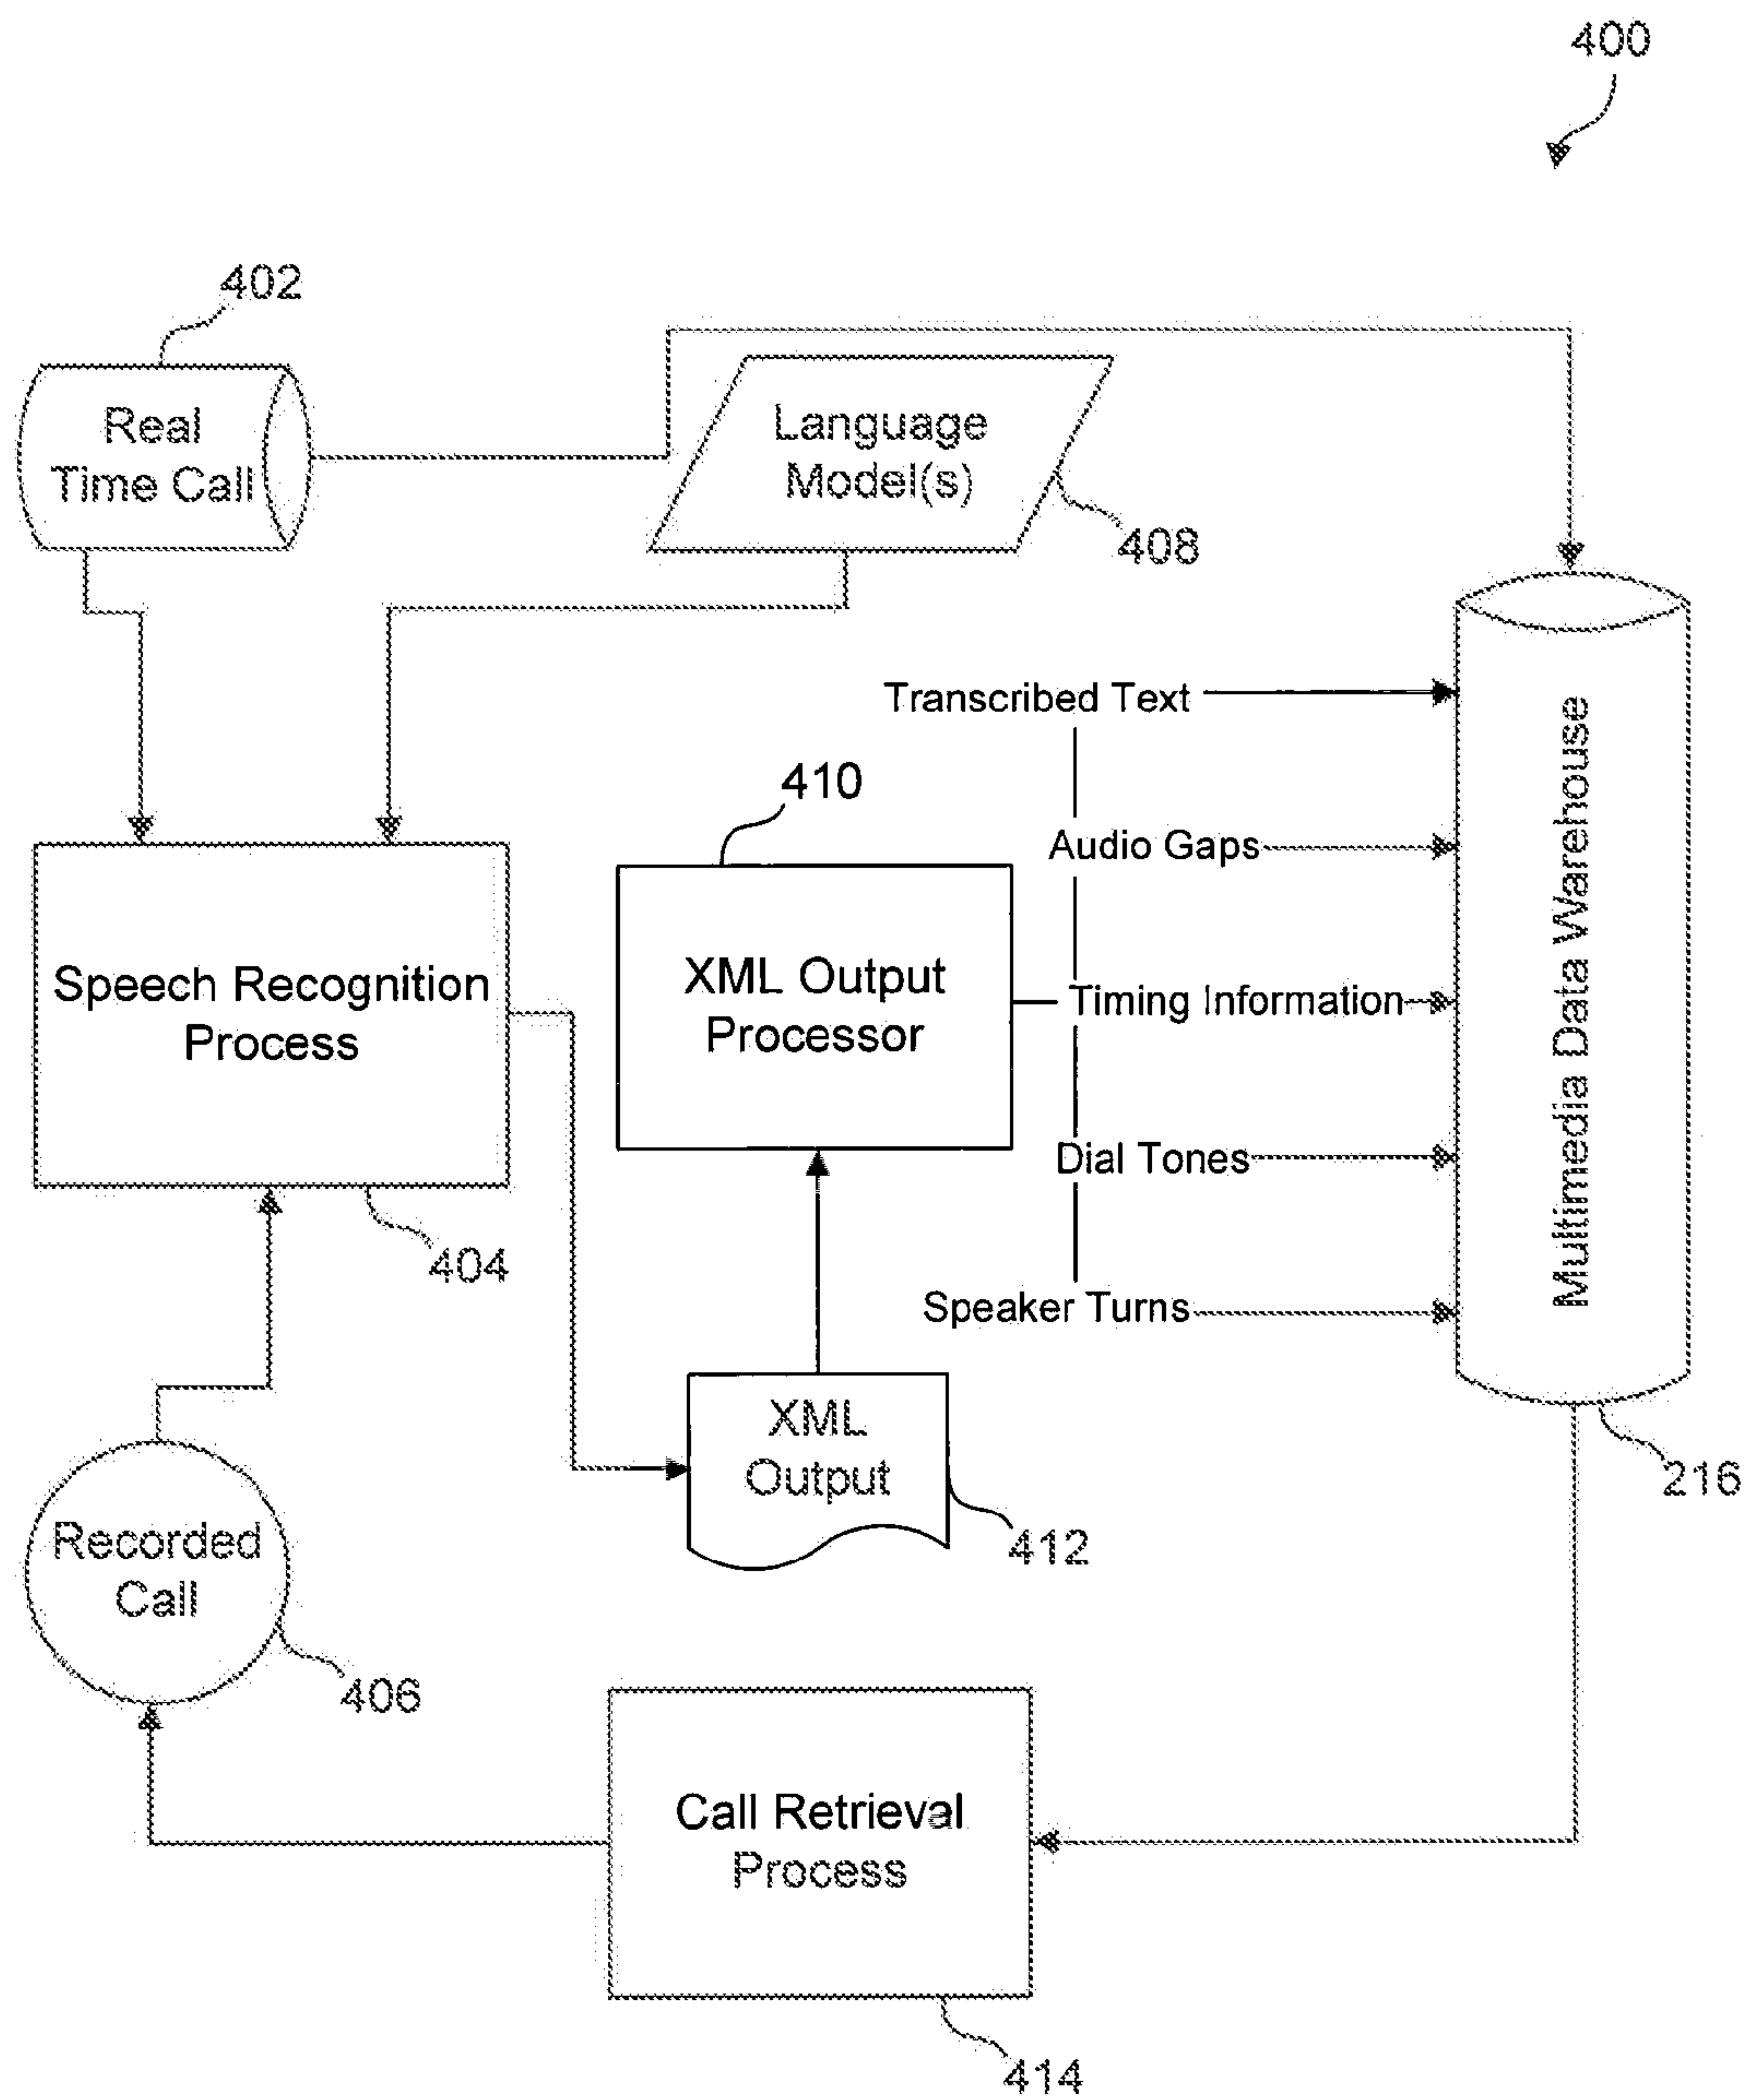 400
402
Real
Time Call
Language
Model(s)
408
Transcribed Text
410
Audio Gaps
XML Output
Processor
Timing Information
Speech Recognition
Process
Dial Tones
404
Speaker Turns
Multimedia Data Warehouse
XML
Output
216
412
Recorded
Call
406
Call Retrieval
Process
414